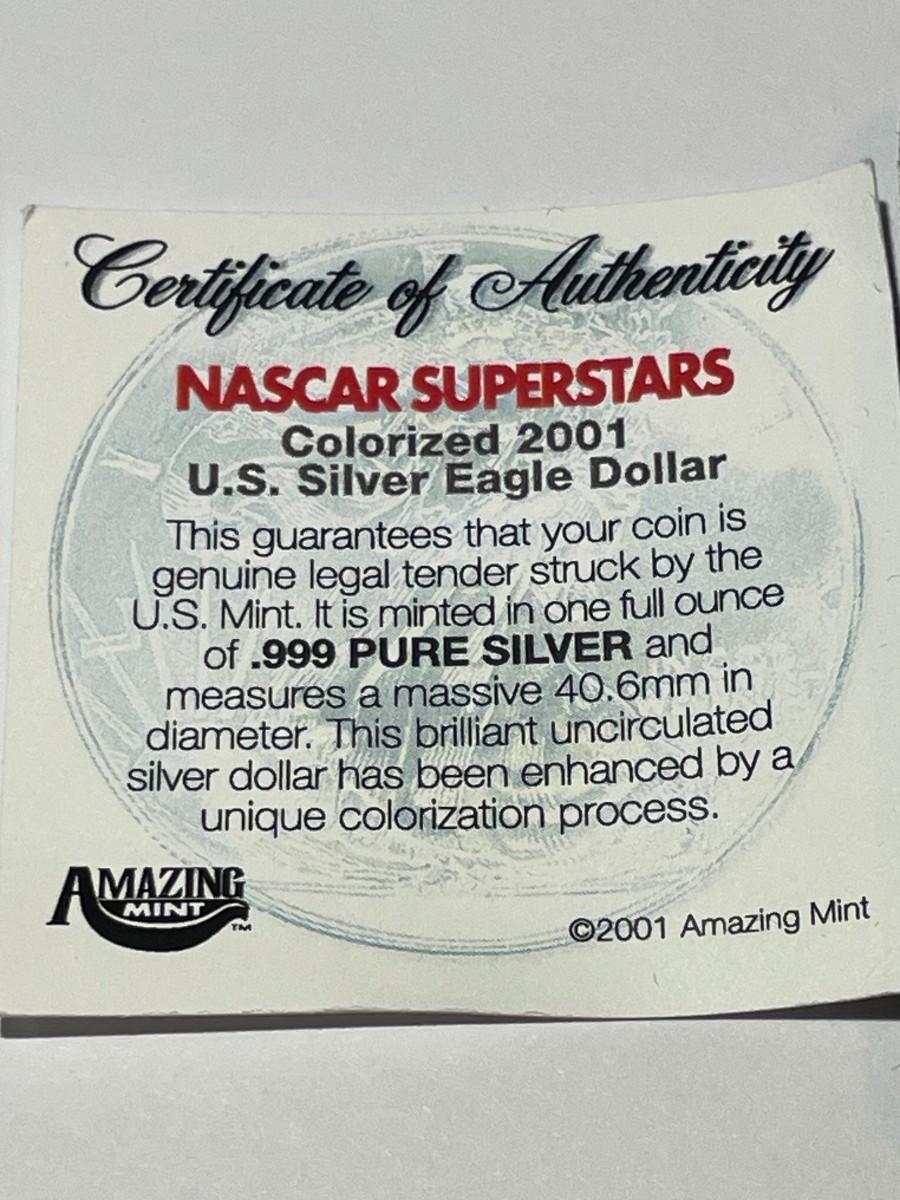 Certificate of Authenticity
NASCAR SUPERSTARS
Colorized 2001
U.S. Silver Eagle Dollar
This guarantees that your coin is
genuine legal tender struck by the
U.S. Mint. It is minted in one full ounce
of .999 PURE SILVER and
measures a massive 40.6mm in
diameter. This brilliant uncirculated
silver dollar has been enhanced by a
unique colorization process.
AMAZING
MINT™
©2001 Amazing Mint